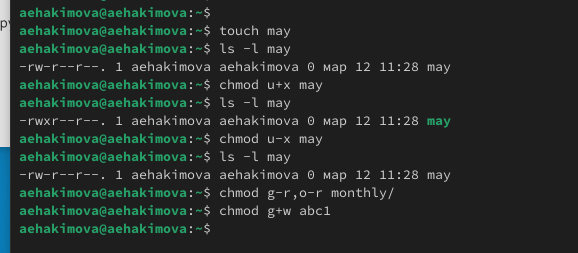 aehakimova@aehakimova:~$
aehakimova@aehakimova:~$ touch may
aehakimova@aehakimova:~$ ls -l may
-rw-r--r--. 1 aehakimova aehakimova 0 мар 12 11:28 may
aehakimova@aehakimova:~$ chmod u+x may
aehakimova@aehakimova:~$ ls -l may
-rwxr--r--. 1 aehakimova aehakimova 0 мар 12 11:28 may
aehakimova@aehakimova:~$ chmod u-x may
aehakimova@aehakimova:~$ ls -l may
-rw-r--r--. 1 aehakimova aehakimova 0 мар 12 11:28 may
aehakimova@aehakimova:~$ chmod g-r,o-r monthly/
aehakimova@aehakimova:~$ chmod g+w abc1
aehakimova@aehakimova:~$